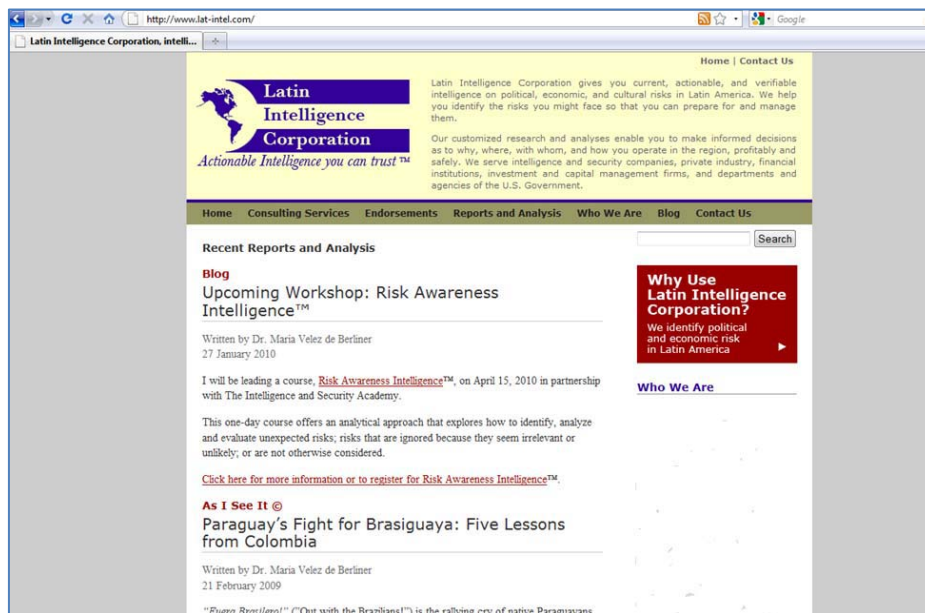 http://www.lat-intel.com/
Google
Latin Intelligence Corporation, intelli...
Home | Contact Us
Latin
Intelligence
Corporation
Actionable Intelligence you can trust ™
Latin Intelligence Corporation gives you current, actionable, and verifiable
intelligence on political, economic, and cultural risks in Latin America. We help
you identify the risks you might face so that you can prepare for and manage
them.
Our customized research and analyses enable you to make informed decisions
as to why, where, with whom, and how you operate in the region, profitably and
safely. We serve intelligence and security companies, private industry, financial
institutions, investment and capital management firms, and departments and
agencies of the U.S. Government.
Home Consulting Services Endorsements Reports and Analysis Who We Are Blog Contact Us
Search
Recent Reports and Analysis
Blog
Upcoming Workshop: Risk Awareness
Intelligence™
Written by Dr. Maria Velez de Berliner
27 January 2010
I will be leading a course, Risk Awareness Intelligence™, on April 15, 2010 in partnership
with The Intelligence and Security Academy.
This one-day course offers an analytical approach that explores how to identify, analyze
and evaluate unexpected risks; risks that are ignored because they seem irrelevant or
unlikely; or are not otherwise considered.
Click here for more information or to register for Risk Awareness Intelligence™.
As I See It ©
Paraguay's Fight for Brasiguaya: Five Lessons
from Colombia
Written by Dr. Maria Velez de Berliner
21 February 2009
"Fuera Brasilero!" ("Out with the Brazilians!") is the rallying cry of native Paraguayans
Why Use
Latin Intelligence
Corporation?
We identify political
and economic risk
in Latin America
Who We Are